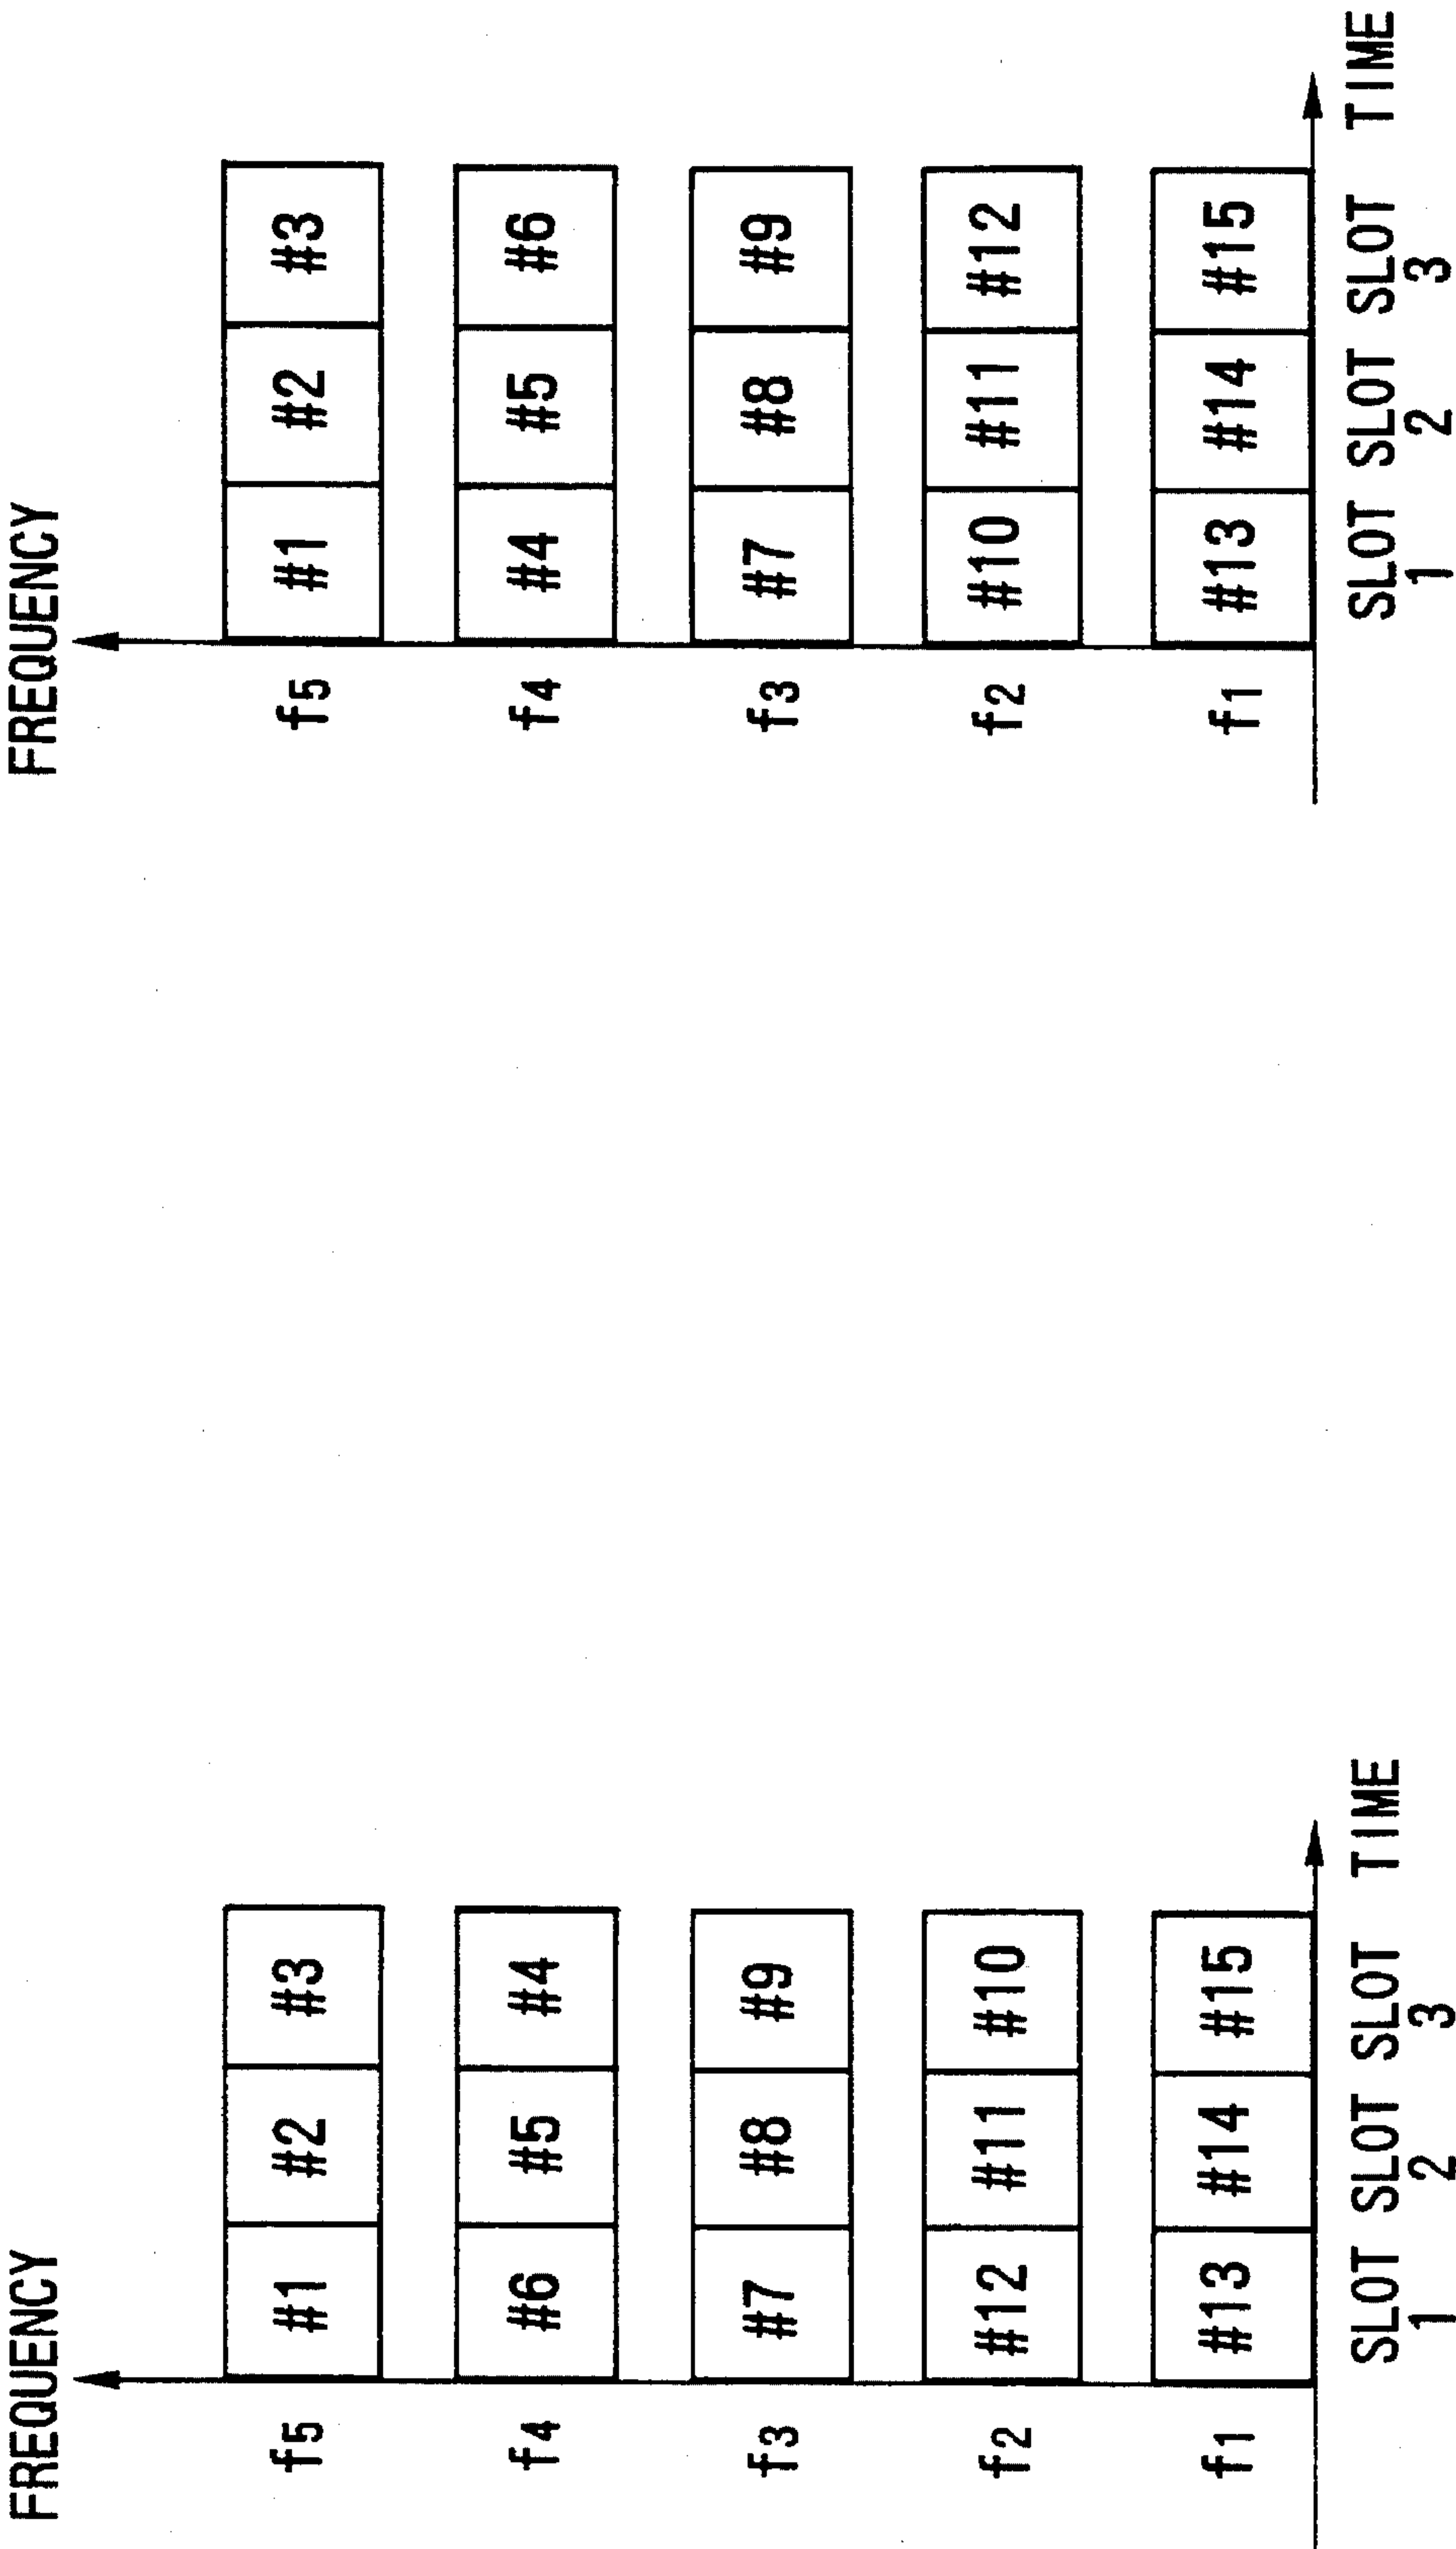 FREQUENCY
f5 #1 #2 #3
f4 #6 #5 #4
f3 #7 #8 #9
f2 #12 #11 #10
f1 #13 #14 #15
SLOT SLOT SLOT TIME
1 2 3
FREQUENCY
f5 #1 #2 #3
f4 #4 #5 #6
f3 #7 #8 #9
f2 #10 #11 #12
f1 #13 #14 #15
SLOT SLOT SLOT TIME
1 2 3